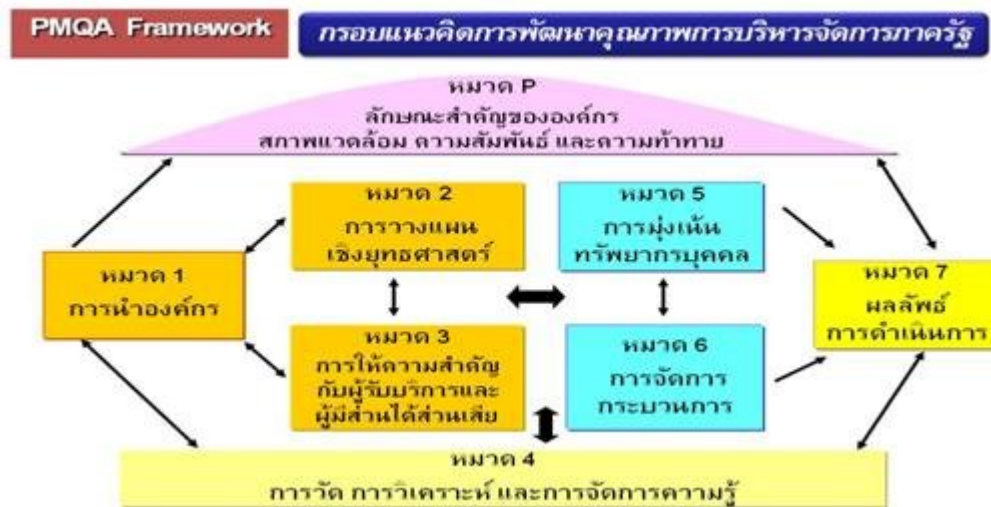 PMQA Framework
กรอบแนวคิดการพัฒนาคุณภาพการบริหารจัดการภาครัฐ
หมวด P
ลักษณะสำคัญขององค์กร
สภาพแวดล้อม ความสัมพันธ์ และความท้าทาย
หมวด 1
การนำองค์กร
หมวด 2
การวางแผน
เชิงยุทธศาสตร์
หมวด 3
การให้ความสำคัญ
กับผู้รับบริการและ
ผู้มีส่วนได้ส่วนเสีย
หมวด 5
การมุ่งเน้น
ทรัพยากรบุคคล
หมวด 6
การจัดการ
กระบวนการ
หมวด 7
ผลลัพธ์
การดำเนินการ
หมวด 4
การวัด การวิเคราะห์ และการจัดการความรู้